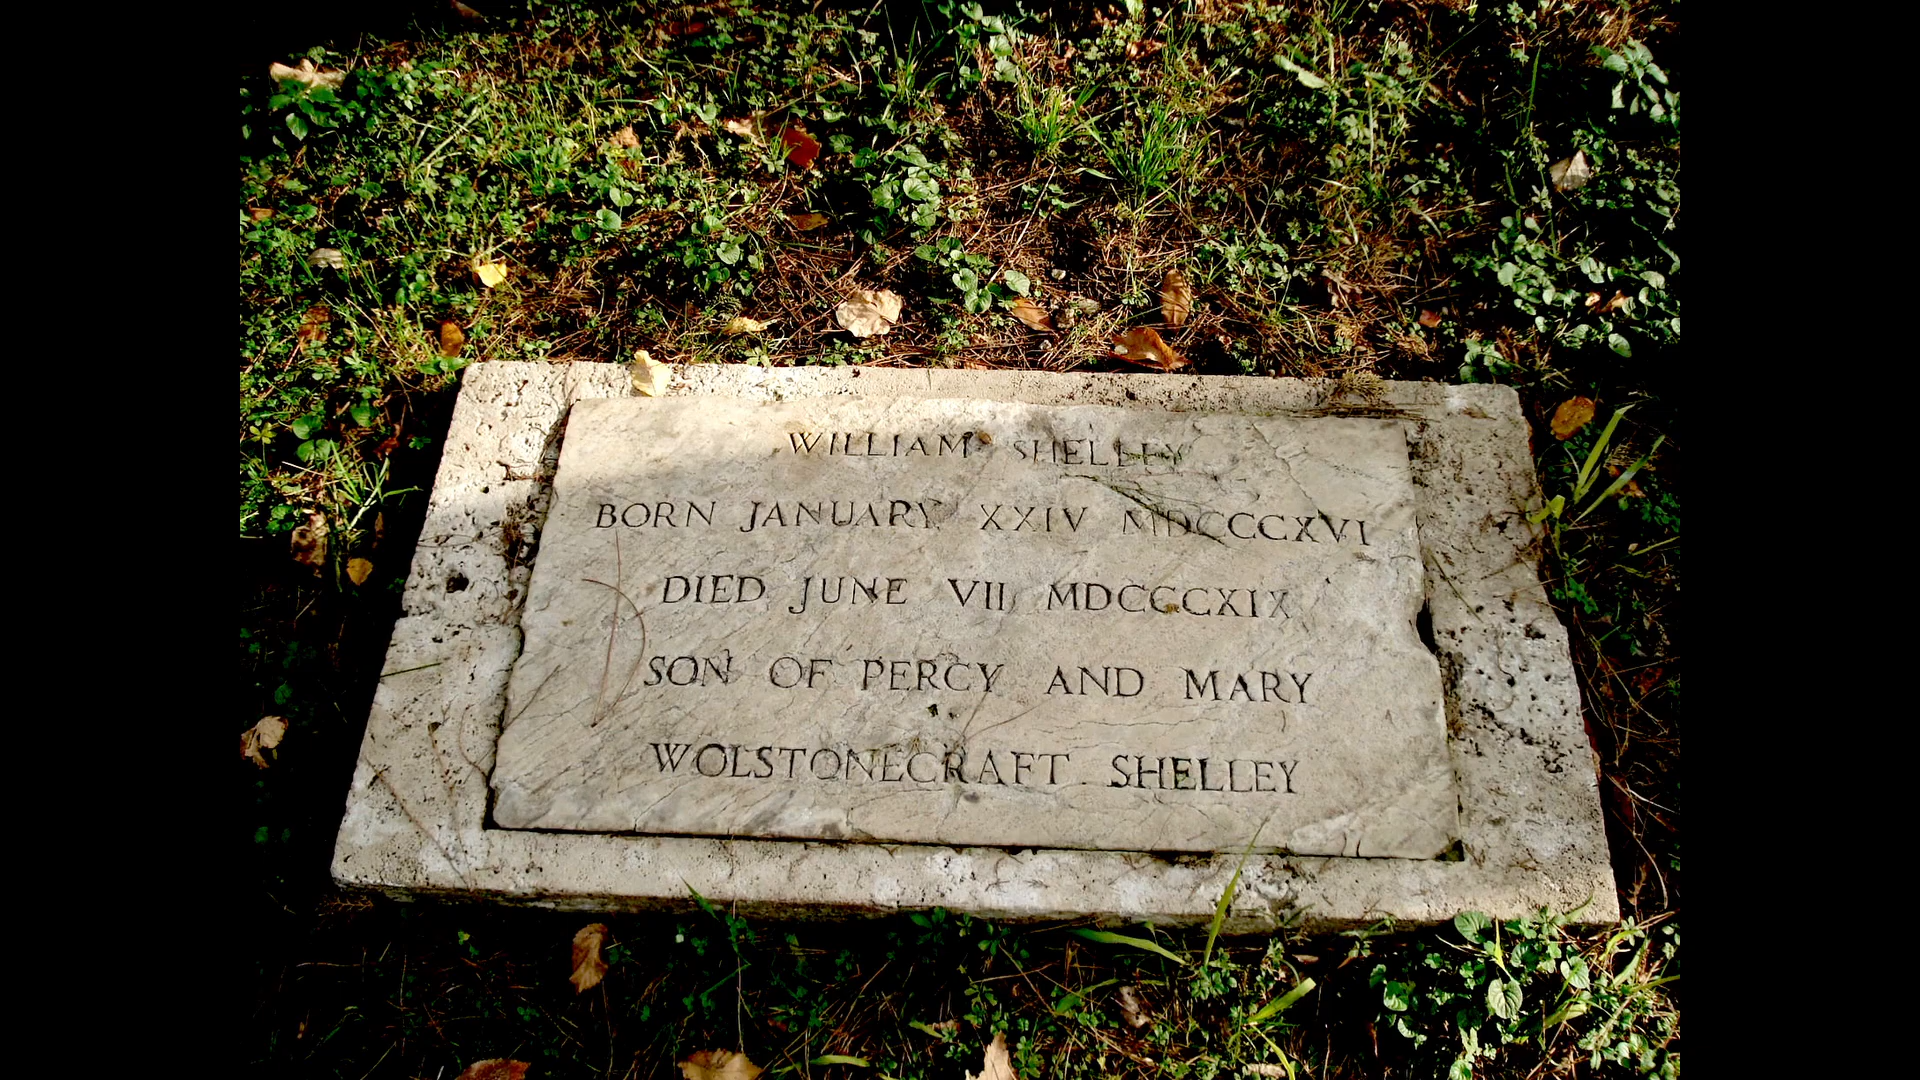 WILLIAM SHELLEY
BORN JANUARY XXIV MDCCCXVI
DIED JUNE VII MDCCCXIX
SON OF PERCY AND MARY
WOLSTONECRAFT SHELLEY